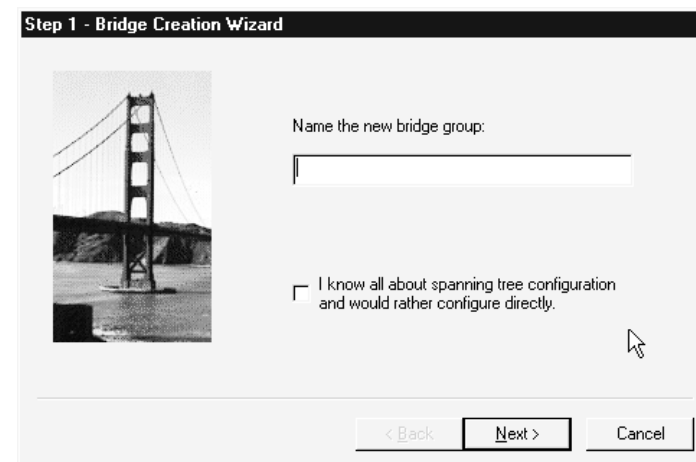 Step 1 - Bridge Creation Wizard
Name the new bridge group:
I know all about spanning tree configuration
and would rather configure directly.
< Back
Next >
Cancel